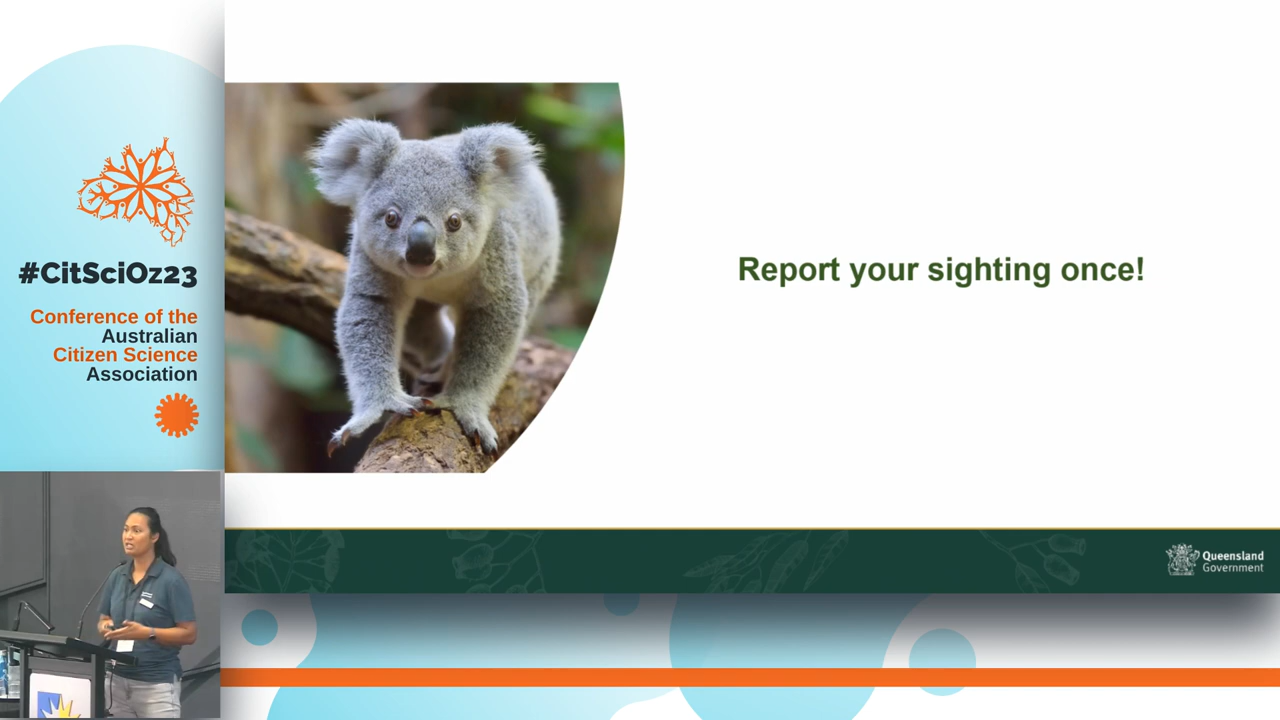 #CitSciOz23
Conference of the
Australian
Citizen Science
Association
Report your sighting once!
Queensland
Government